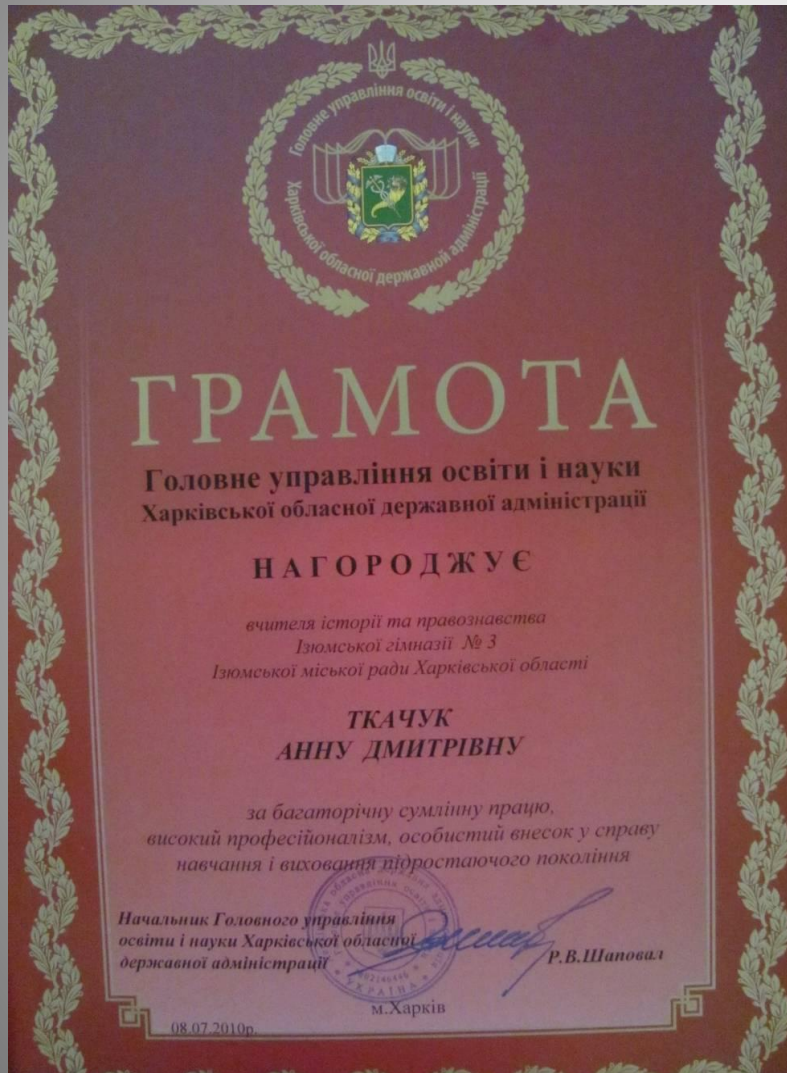 Головне управління освіти і науки
Харківської обласної державної адміністрації
ГРАМОТА
Головне управління освіти і науки
Харківської обласної державної адміністрації
НАГОРОДЖУЄ
вчителя історії та правознавства
Ізюмської гімназії № 3
Ізюмської міської ради Харківської області
ТКАЧУК
АННУ ДМИТРІВНУ
за багаторічну сумлінну працю,
високий професійоналізм, особистий внесок у справу
навчання і виховання підростаючого покоління
Начальник Головного управління
освіти і науки Харківської обласної
державної адміністрації
Р.В.Шаповал
УКРАЇНА
м.Харків
08.07.2010р.